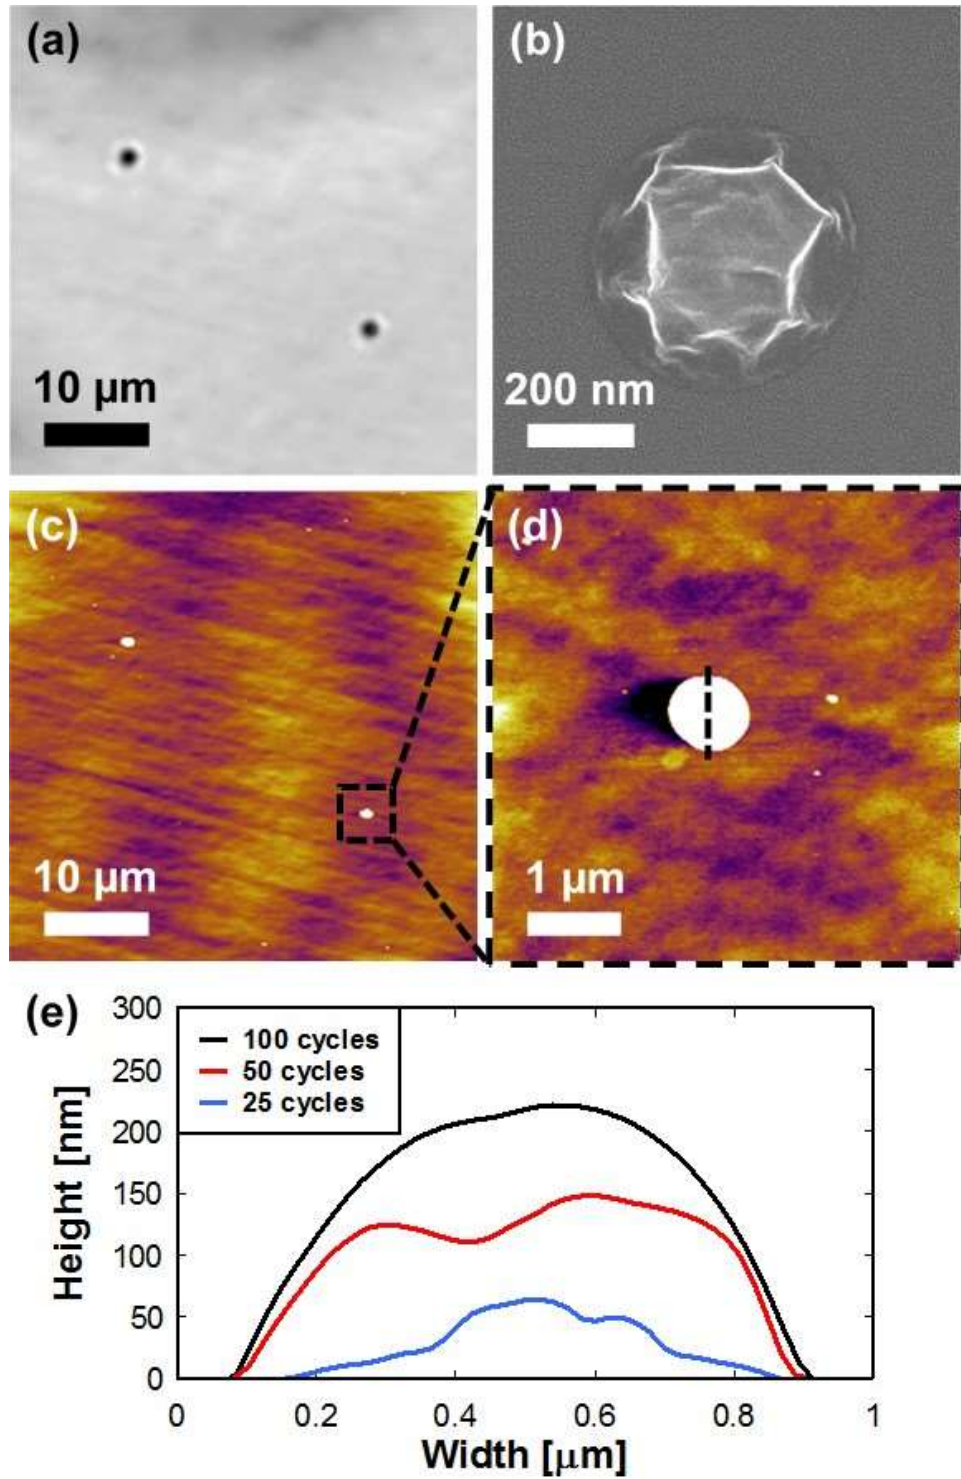 (a)
10 µm
(b)
200 nm
(c)
10 µm
(d)
1 µm
(e)
100 cycles
50 cycles
25 cycles
Height [nm]
300
250
200
150
100
50
0
0
0.2
0.4
0.6
0.8
1
Width [µm]